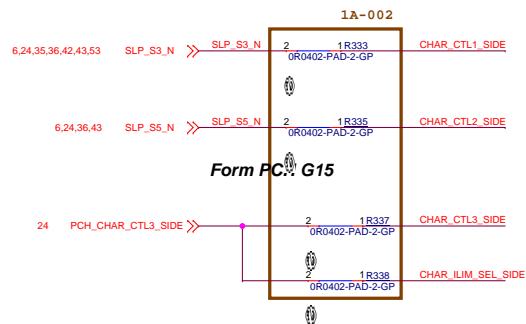 1A-002
6,24,35,36,42,43,53 SLP_S3_N SLP_S3_N 2 1 R333 CHAR_CTL1_SIDE
0R0402-PAD-2-GP
6,24,36,43 SLP_S5_N SLP_S5_N 2 1 R335 CHAR_CTL2_SIDE
0R0402-PAD-2-GP
Form G15
24 PCH_CHAR_CTL3_SIDE 2 1 R337 CHAR_CTL3_SIDE
0R0402-PAD-2-GP
2 1 R338 CHAR_ILIM_SEL_SIDE
0R0402-PAD-2-GP